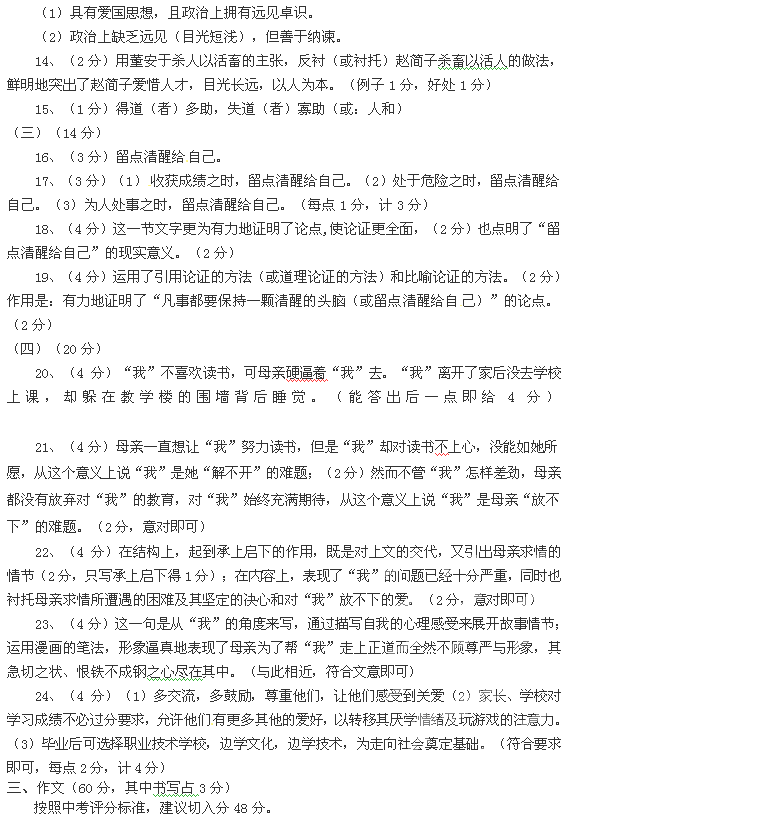 （1）具有爱国思想，且政治上拥有远见卓识。
（2）政治上缺乏远见（目光短浅），但善于纳谏。
14、（2分）用董安于杀人以活畜的主张，反衬（或衬托）赵简子杀畜以活人的做法，
鲜明地突出了赵简子爱惜人才，目光长远，以人为本。（例子1分，好处1分）
15、（1分）得道（者）多助，失道（者）寡助（或：人和）
（三）（14分）
16、（3分）留点清醒给自己。
17、（3分）（1）收获成绩之时，留点清醒给自己。（2）处于危险之时，留点清醒给
自己。（3）为人处事之时，留点清醒给自己。（每点1分，计3分）
18、（4分）这一节文字更为有力地证明了论点,使论证更全面，（2分）也点明了“留
点清醒给自己”的现实意义。（2分）
19、（4分）运用了引用论证的方法（或道理论证的方法）和比喻论证的方法。（2分）
作用是：有力地证明了“凡事都要保持一颗清醒的头脑（或留点清醒给自 己）”的论点。
（2分）
（四）（20分）
20、（4 分）“我”不喜欢读书，可母亲硬逼着“我”去。“我”离开了家后没去学校
上课，却躲在教学楼的围墙背后睡觉。（能答出后一点即给 4 分）
21、（4分）母亲一直想让“我”努力读书，但是“我”却对读书不上心，没能如她所
愿，从这个意义上说“我”是她“解不开”的难题；（2分）然而不管“我”怎样差劲，母亲
都没有放弃对“我”的教育，对“我”始终充满期待，从这个意义上说“我”是母亲“放不
下”的难题。（2分，意对即可）
22、（4 分）在结构上，起到承上启下的作用，既是对上文的交代，又引出母亲求情的
情节（2分，只写承上启下得1分）；在内容上，表现了“我”的问题已经十分严重，同时也
衬托母亲求情所遭遇的困难及其坚定的决心和对“我”放不下的爱。（2分，意对即可）
23、（4分）这一句是从“我”的角度来写，通过描写自我的心理感受来展开故事情节；
运用漫画的笔法，形象逼真地表现了母亲为了帮“我”走上正道而全然不顾尊严与形象，其
急切之状、恨铁不成钢之心尽在其中。（与此相近，符合文意即可）
24、（4 分）（1）多交流，多鼓励，尊重他们，让他们感受到关爱（2）家长、学校对
学习成绩不必过分要求，允许他们有更多其他的爱好，以转移其厌学情绪及玩游戏的注意力。
（3）毕业后可选择职业技术学校，边学文化，边学技术，为走向社会奠定基础。（符合要求
即可，每点2分，计4分）
三、作文（60分，其中书写占3分）
按照中考评分标准，建议切入分48分。